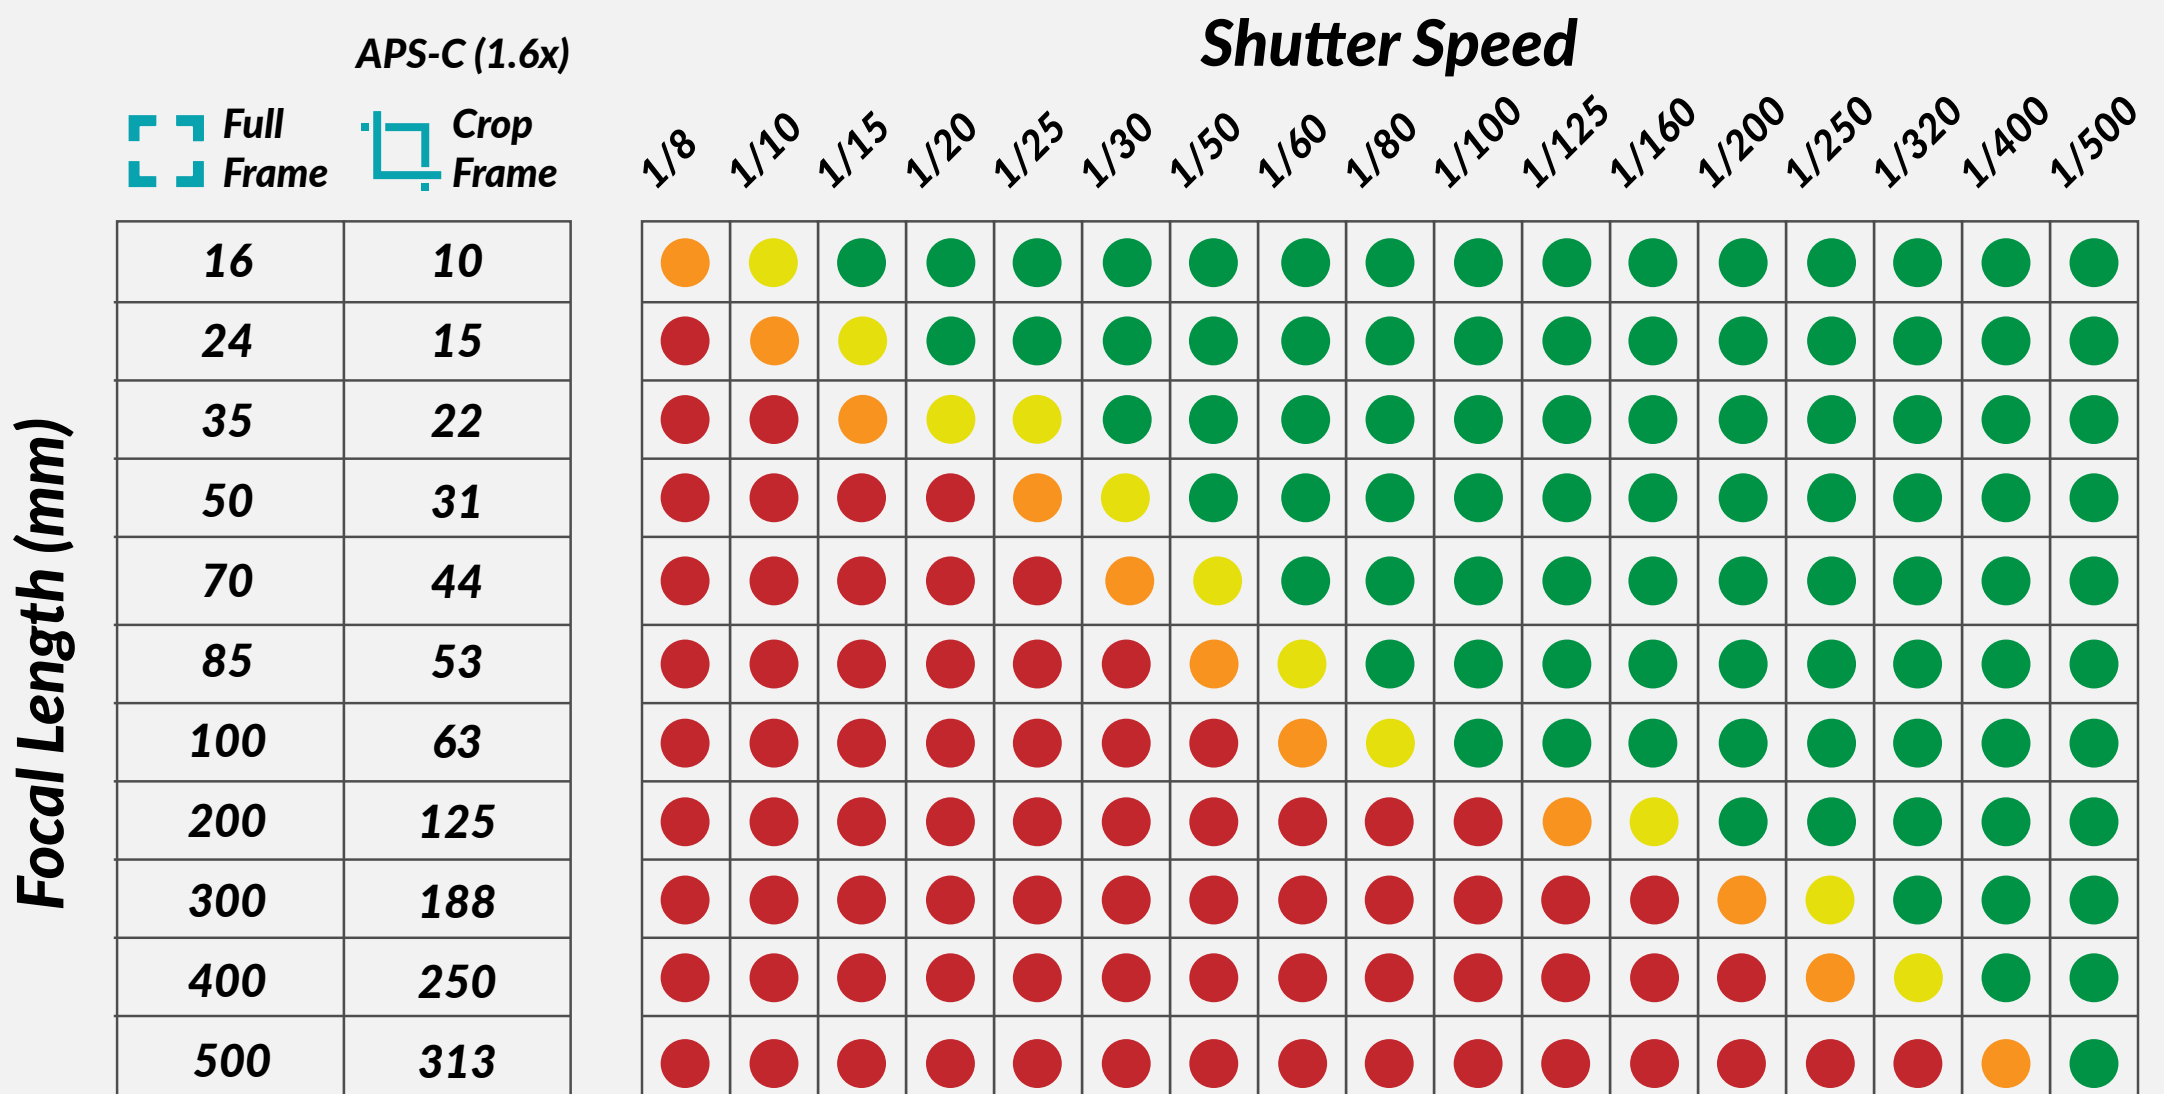 Shutter Speed
APS-C (1.6x)
Full Frame
Crop Frame
1/8 1/10 1/15 1/20 1/25 1/30 1/50 1/60 1/80 1/100 1/125 1/160 1/200 1/250 1/320 1/400 1/500
Focal Length (mm)
16 10
24 15
35 22
50 31
70 44
85 53
100 63
200 125
300 188
400 250
500 313